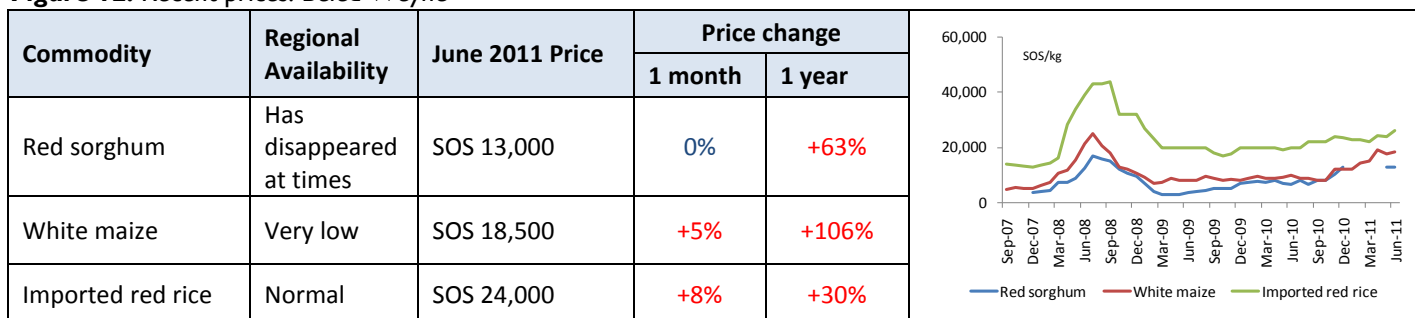 Figure Recent prices:
Commodity
Regional
Availability
June 2011 Price
Price change
1 month
1 year
Red sorghum
Has
disappeared
at times
SOS 13,000
0%
+63%
White maize
Very low
SOS 18,500
+5%
+106%
Imported red rice
Normal
SOS 24,000
+8%
+30%
SOS/kg
60,000
40,000
20,000
0
Sep-07
Dec-07
Mar-08
Jun-08
Sep-08
Dec-08
Mar-09
Jun-09
Sep-09
Dec-09
Mar-10
Jun-10
Sep-10
Dec-10
Mar-11
Jun-11
Red sorghum
White maize
Imported red rice